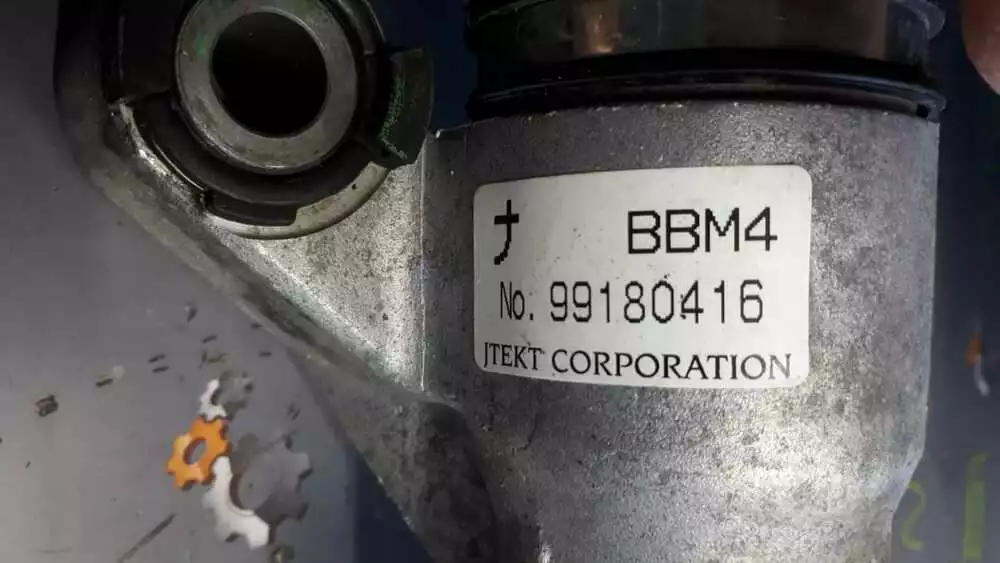 ナ BBM4
No. 99180416
JTEKT CORPORATION